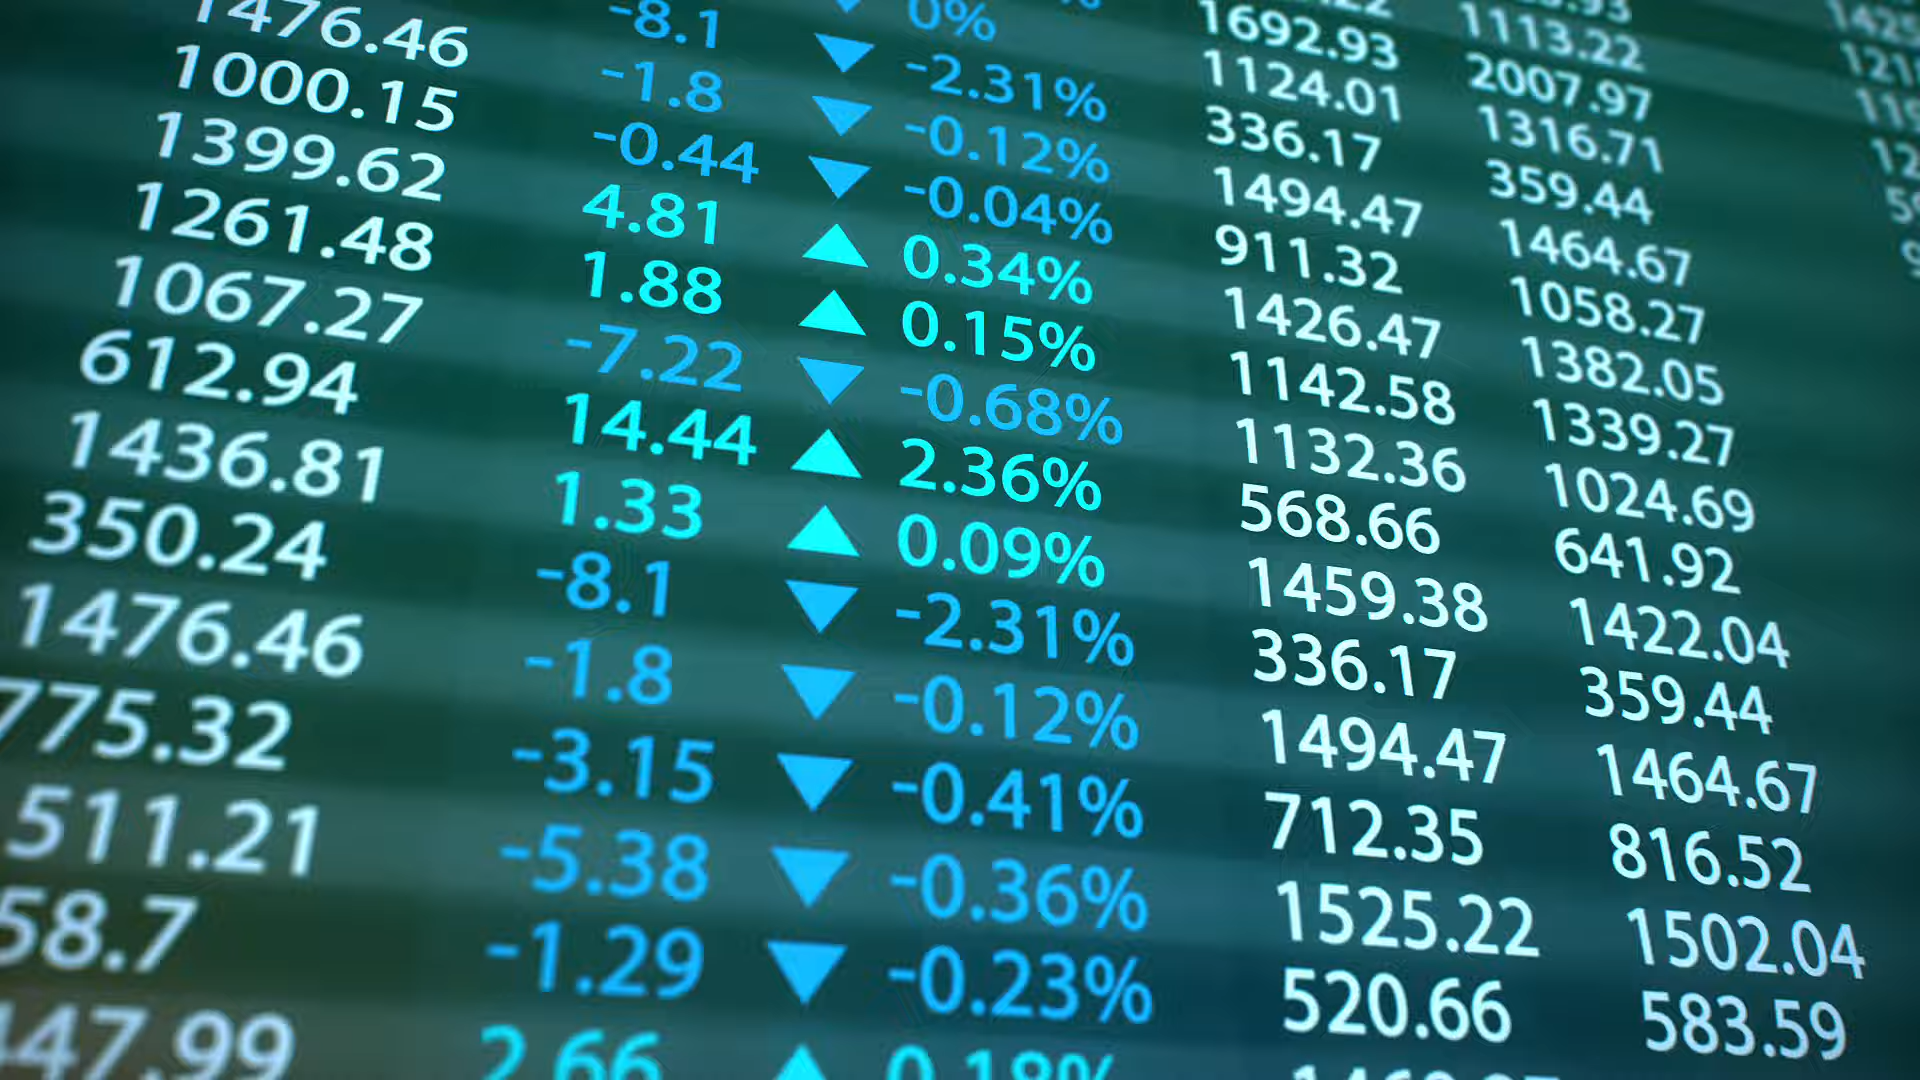 1113.22
1692.93 2007.97
0% 1124.01 1316.71
-8.1 ▼ -2.31% 336.17 359.44
1476.46 -1.8 ▼ -0.12% 1494.47 1464.67
1000.15 -0.44 ▼ -0.04% 911.32 1058.27
1399.62 4.81 ▲ 0.34% 1426.47 1382.05
1261.48 1.88 ▲ 0.15% 1142.58 1339.27
1067.27 -7.22 ▼ -0.68% 1132.36 1024.69
612.94 14.44 ▲ 2.36% 568.66 641.92
1436.81 1.33 ▲ 0.09% 1459.38 1422.04
350.24 -8.1 ▼ -2.31% 336.17 359.44
1476.46 -1.8 ▼ -0.12% 1494.47 1464.67
775.32 -3.15 ▼ -0.41% 712.35 816.52
511.21 -5.38 ▼ -0.36% 1525.22 1502.04
58.7 -1.29 ▼ -0.23% 520.66 583.59
447.99 2.66 ▲ 0.18%